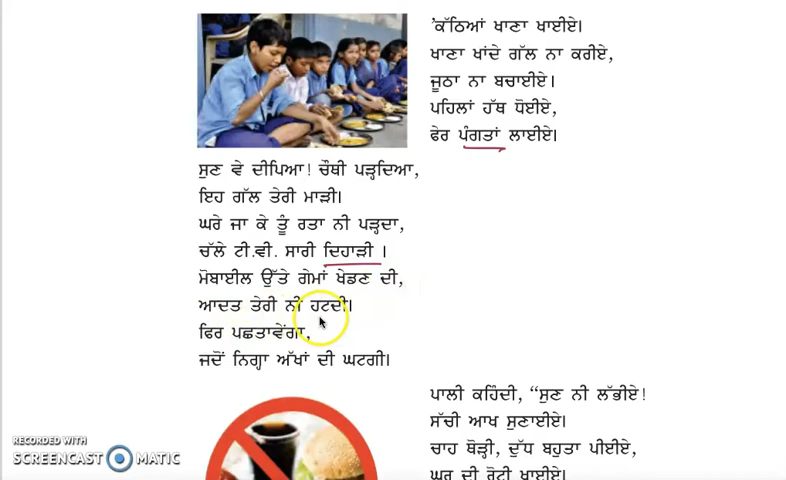 'ਕੱਠਿਆਂ ਖਾਣਾ ਖਾਈਏ।
ਖਾਣਾ ਖਾਂਦੇ ਗੱਲ ਨਾ ਕਰੀਏ,
ਜੂਠਾ ਨਾ ਬਚਾਈਏ।
ਪਹਿਲਾਂ ਹੱਥ ਧੋਈਏ,
ਫੇਰ ਪੰਗਤਾਂ ਲਾਈਏ।
ਸੁਣ ਵੇ ਦੀਪਿਆ! ਚੌਥੀ ਪੜ੍ਹਦਿਆ,
ਇਹ ਗੱਲ ਤੇਰੀ ਮਾੜੀ।
ਘਰੇ ਜਾ ਕੇ ਤੂੰ ਰਤਾ ਨੀ ਪੜ੍ਹਦਾ,
ਚੱਲੇ ਟੀ.ਵੀ. ਸਾਰੀ ਦਿਹਾੜੀ ।
ਮੋਬਾਈਲ ਉੱਤੇ ਗੇਮਾਂ ਖੇਡਣ ਦੀ,
ਆਦਤ ਤੇਰੀ ਨੀ ਹਟਦੀ।
ਫਿਰ ਪਛਤਾਵੇਂਗਾ,
ਜਦੋਂ ਨਿਗ੍ਹਾ ਅੱਖਾਂ ਦੀ ਘਟਗੀ।
ਪਾਲੀ ਕਹਿੰਦੀ, “ਸੁਣ ਨੀ ਲੱਭੀਏ!
ਸੱਚੀ ਆਖ ਸੁਣਾਈਏ।
ਚਾਹ ਥੋੜ੍ਹੀ, ਦੁੱਧ ਬਹੁਤਾ ਪੀਈਏ,
ਘਰ ਦੀ ਰੋਟੀ ਖਾਈਏ।
RECORDED WITH
SCREENCAST MATIC